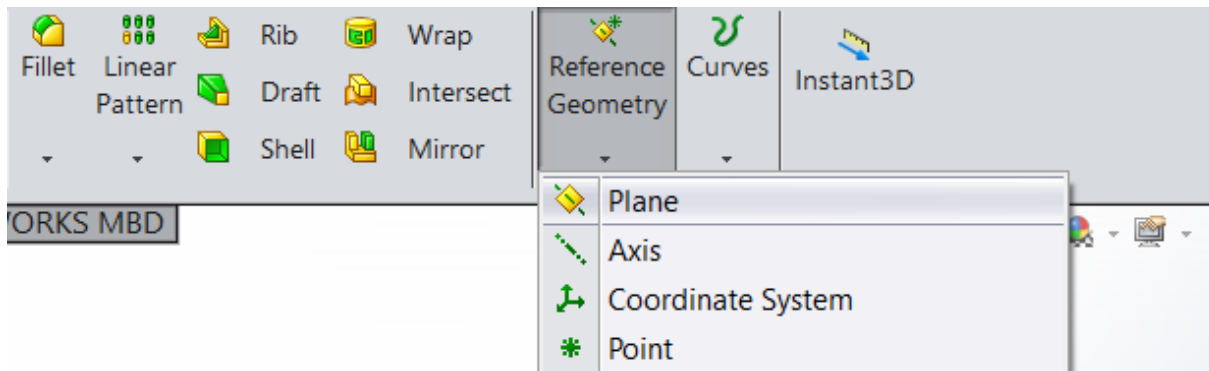 Fillet
Linear
Pattern
Rib
Draft
Shell
Wrap
Intersect
Mirror
Reference
Geometry
Curves
Instant3D
ORKS MBD
Plane
Axis
Coordinate System
Point